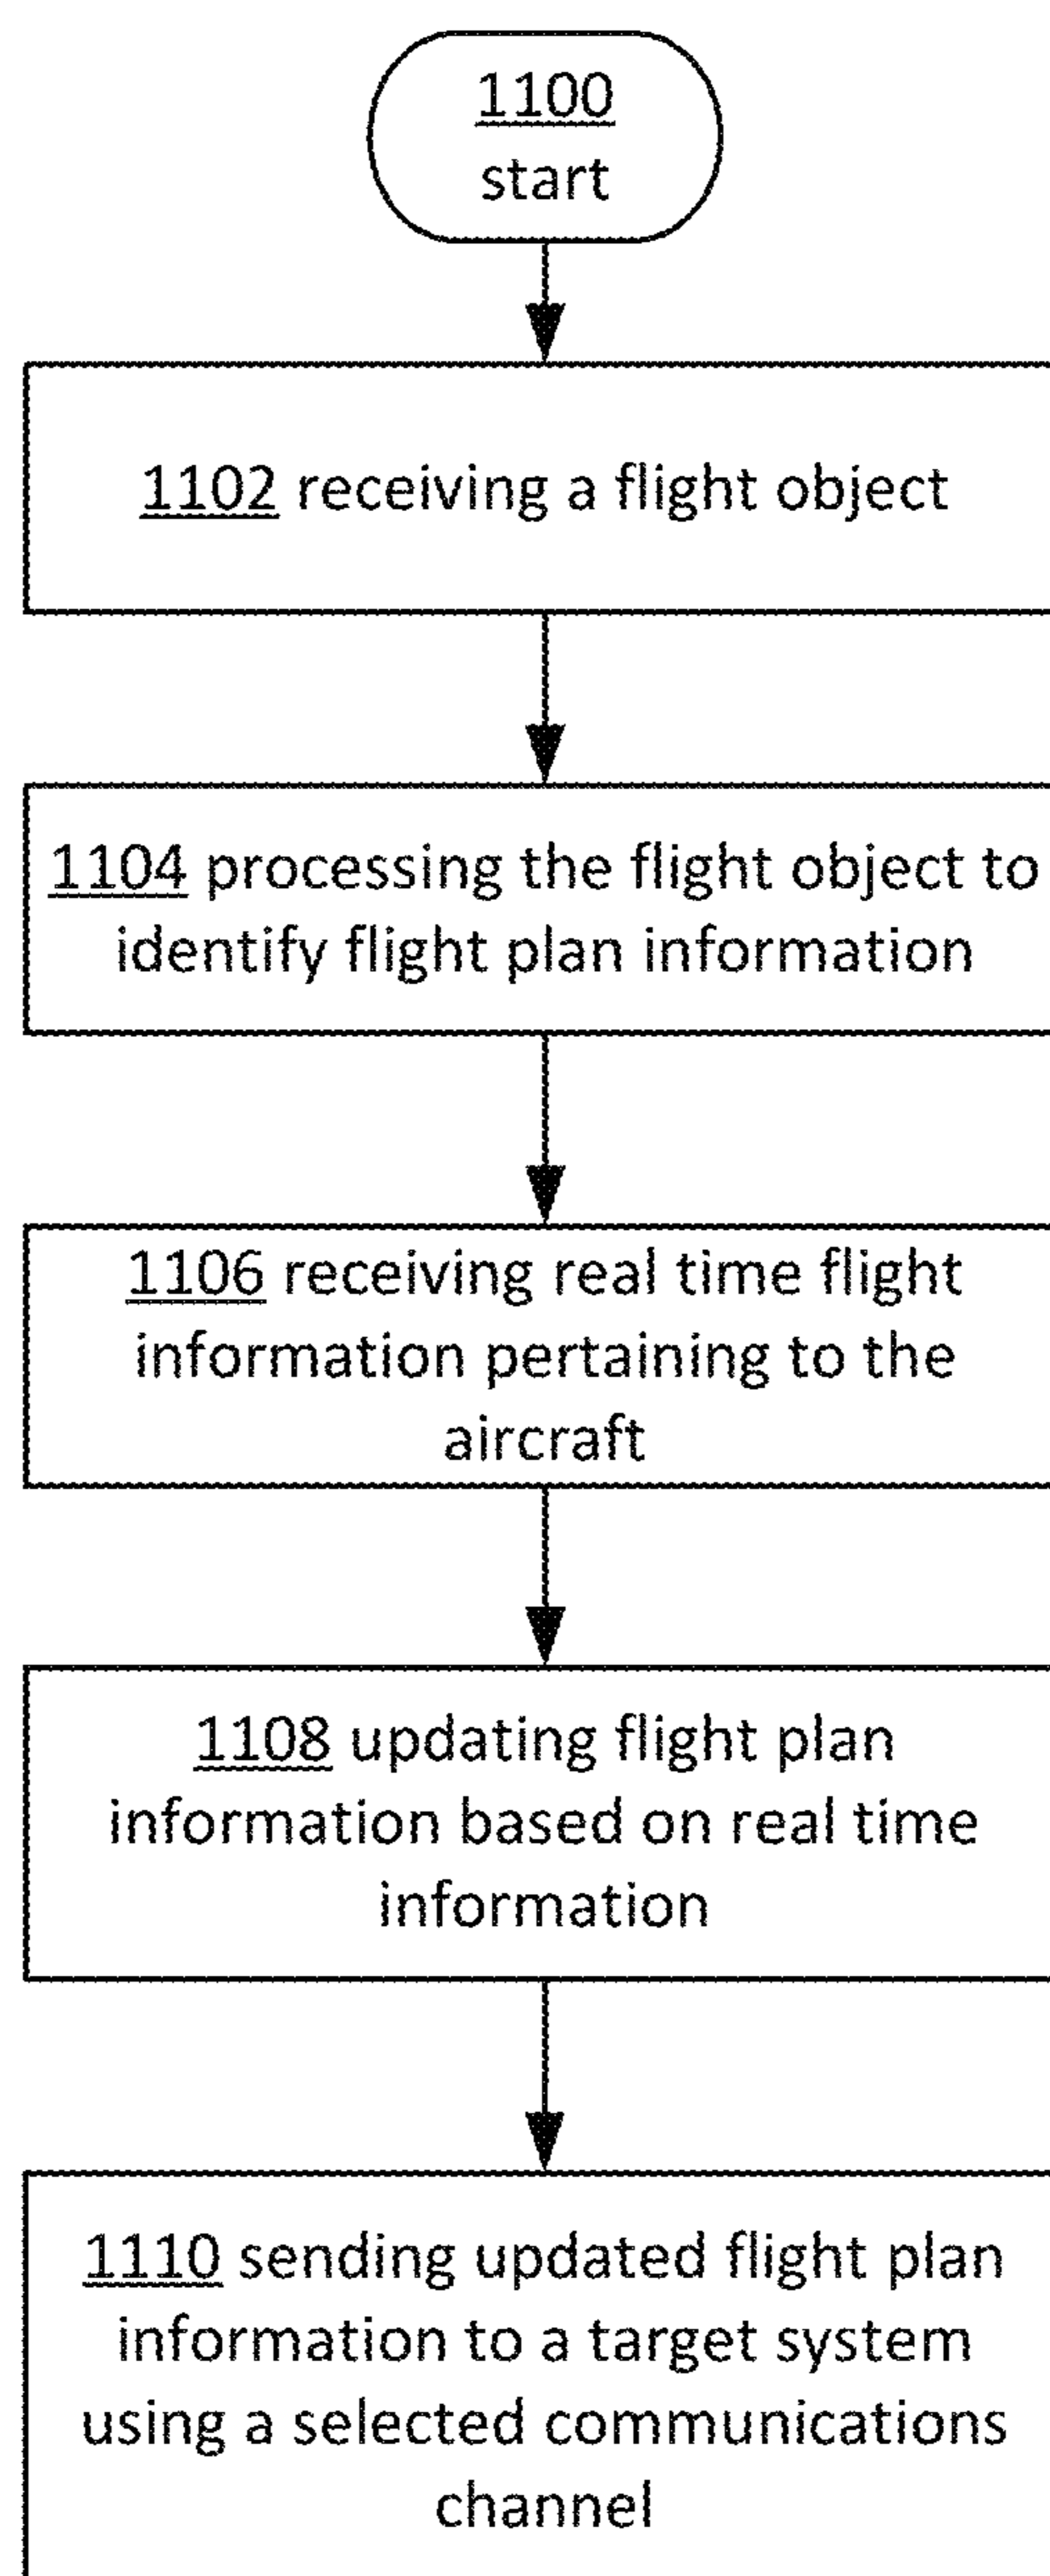 1100
start
1102 receiving a flight object
1104 processing the flight object to
identify flight plan information
1106 receiving real time flight
information pertaining to the
aircraft
1108 updating flight plan
information based on real time
information
1110 sending updated flight plan
information to a target system
using a selected communications
channel